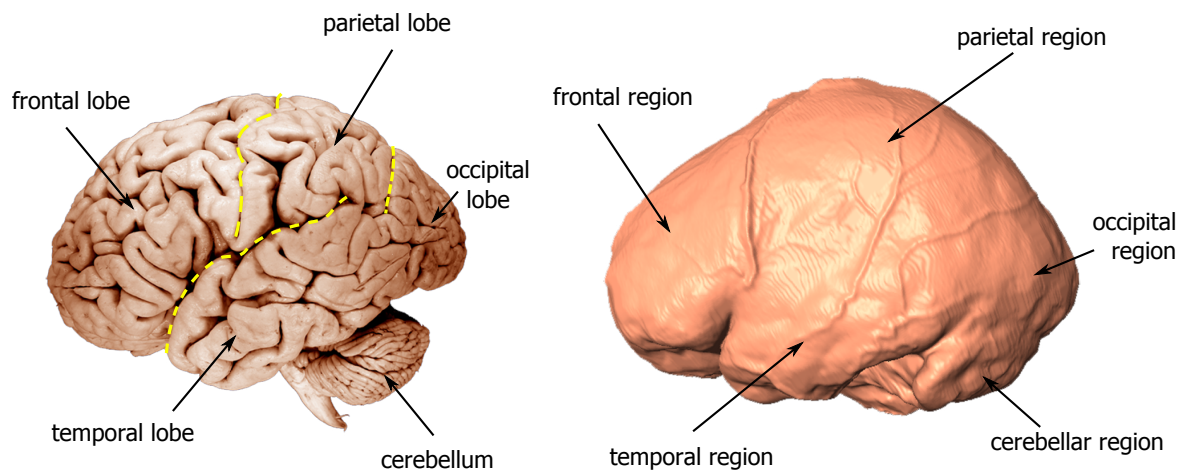 parietal lobe
frontal lobe
occipital
lobe
temporal lobe
cerebellum
parietal region
frontal region
occipital
region
temporal region
cerebellar region